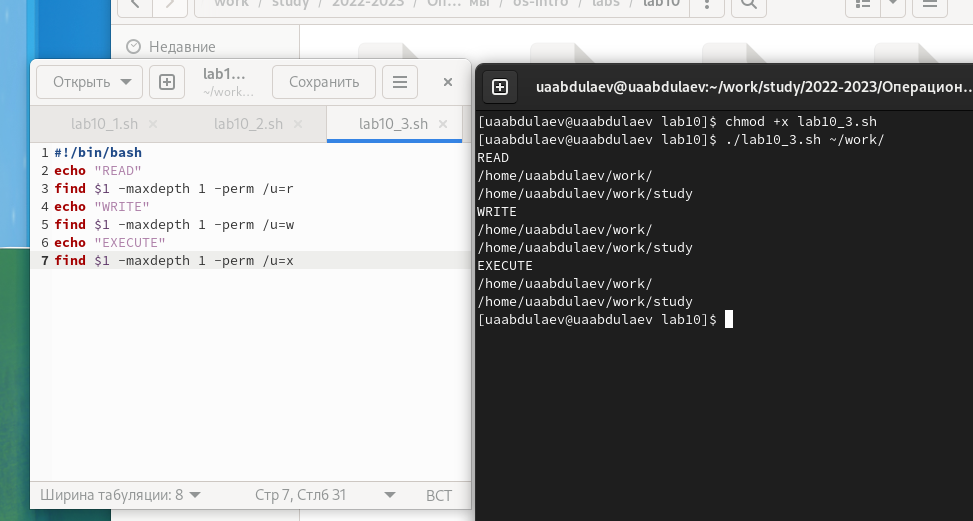 work / study / 2022-2023 / Оп… мы / os-intro / labs / lab10
Недавние
Открыть
lab1…
~/work…
Сохранить
lab10_1.sh
lab10_2.sh
lab10_3.sh
1 #!/bin/bash
2 echo "READ"
3 find $1 -maxdepth 1 -perm /u=r
4 echo "WRITE"
5 find $1 -maxdepth 1 -perm /u=w
6 echo "EXECUTE"
7 find $1 -maxdepth 1 -perm /u=x
Ширина табуляции: 8
Стр 7, Стлб 31
ВСТ
uaabdulaev@uaabdulaev:~/work/study/2022-2023/Операцион…
[uaabdulaev@uaabdulaev lab10]$ chmod +x lab10_3.sh
[uaabdulaev@uaabdulaev lab10]$ ./lab10_3.sh ~/work/
READ
/home/uaabdulaev/work/
/home/uaabdulaev/work/study
WRITE
/home/uaabdulaev/work/
/home/uaabdulaev/work/study
EXECUTE
/home/uaabdulaev/work/
/home/uaabdulaev/work/study
[uaabdulaev@uaabdulaev lab10]$